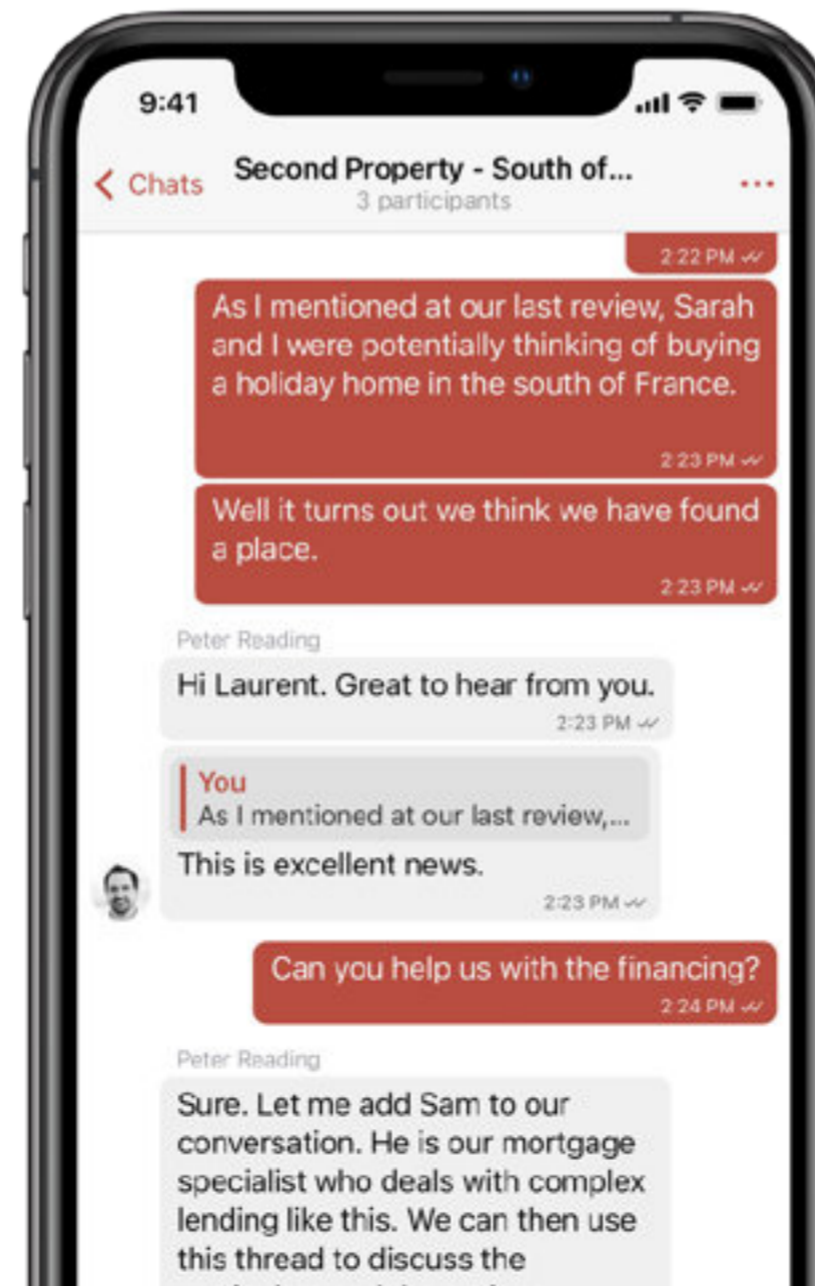 9:41
Chats
Second Property - South of...
3 participants
2:22 PM
As I mentioned at our last review, Sarah
and I were potentially thinking of buying
a holiday home in the south of France.
2:23 PM
Well it turns out we think we have found
a place.
2:23 PM
Peter Reading
Hi Laurent. Great to hear from you.
2:23 PM
You
As I mentioned at our last review,...
This is excellent news.
2:23 PM
Can you help us with the financing?
2:24 PM
Peter Reading
Sure. Let me add Sam to our
conversation. He is our mortgage
specialist who deals with complex
lending like this. We can then use
this thread to discuss the